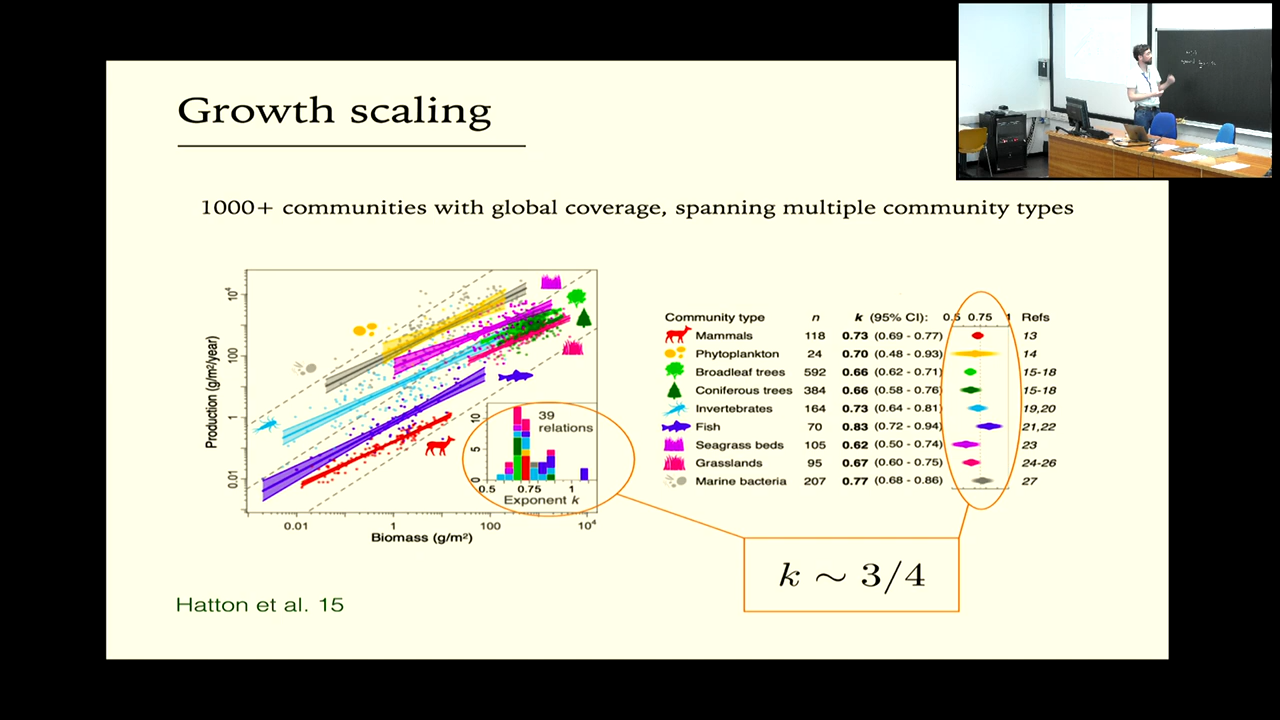 Growth scaling
1000+ communities with global coverage, spanning multiple community types
Production (g/m²/year)
10⁴
100
1
0.01
0.01
1
100
10⁴
Biomass (g/m²)
10
5
0
39
relations
0.5
0.75
1
Exponent k
Community type n k (95% CI): 0.5 0.75 1 Refs
Mammals 118 0.73 (0.69 - 0.77) 13
Phytoplankton 24 0.70 (0.48 - 0.93) 14
Broadleaf trees 592 0.66 (0.62 - 0.71) 15-18
Coniferous trees 384 0.66 (0.58 - 0.76) 15-18
Invertebrates 164 0.73 (0.64 - 0.81) 19,20
Fish 70 0.83 (0.72 - 0.94) 21,22
Seagrass beds 105 0.62 (0.50 - 0.74) 23
Grasslands 95 0.67 (0.60 - 0.75) 24-26
Marine bacteria 207 0.77 (0.68 - 0.86) 27
k ∼ 3/4
Hatton et al. 15